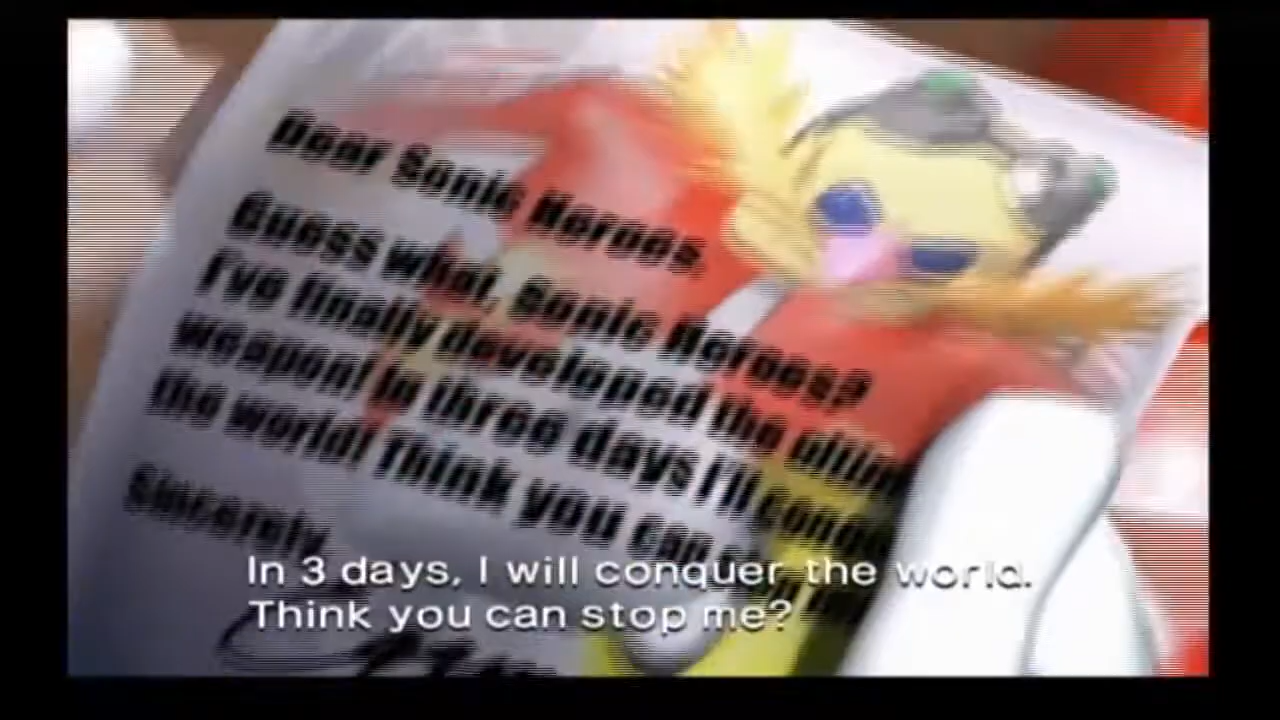 Dear Sonic Heroes,
Guess what, Sonic Heroes?
I've finally developed the
weapon! In three days I'll
the world! Think you can
Sincerely,
In 3 days, I will conquer the world.
Think you can stop me?